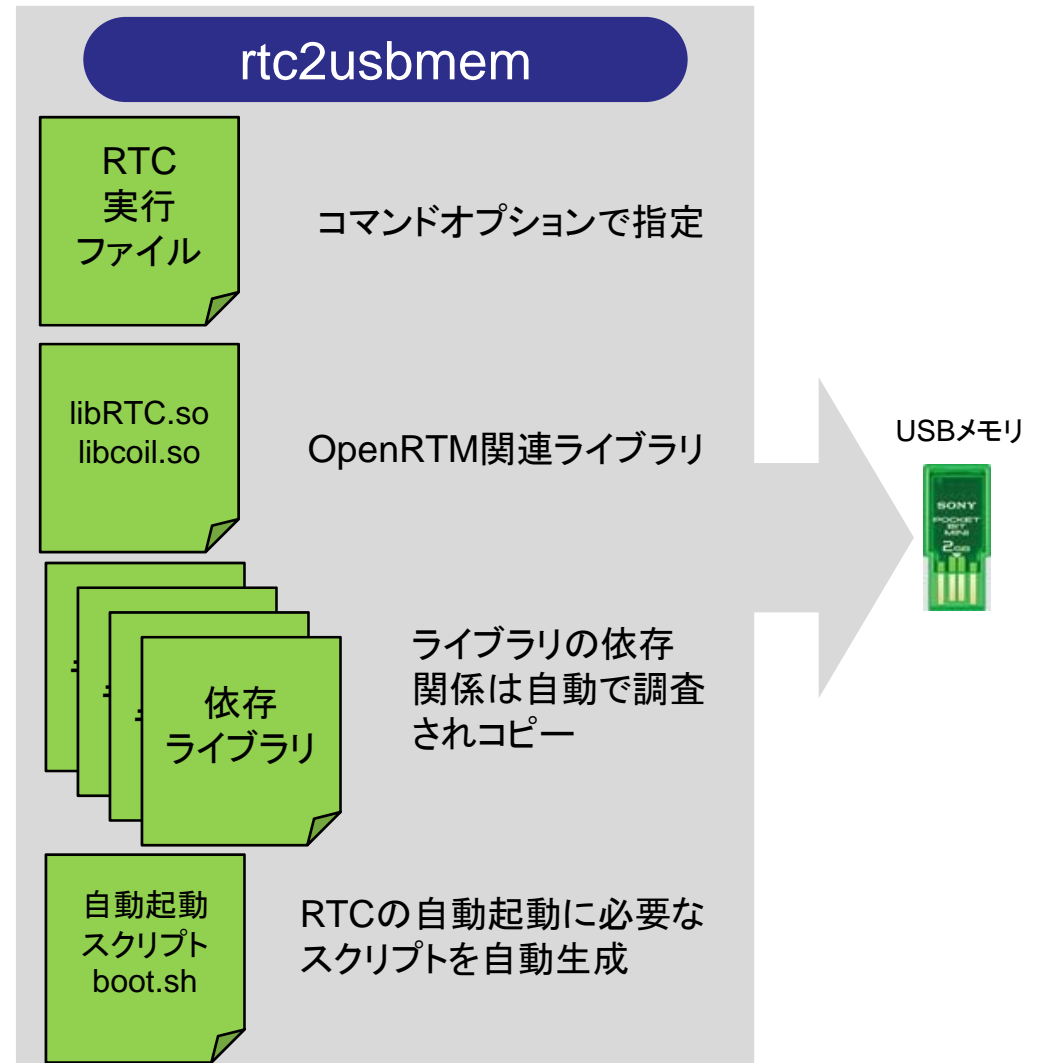 rtc2usbmem
RTC
実行
ファイル
コマンドオプションで指定
libRTC.so
libcoil.so
OpenRTM関連ライブラリ
USBメモリ
SONY
POCKET
BIT
MINI
2GB
依存
ライブラリ
ライブラリの依存
関係は自動で調査
されコピー
自動起動
スクリプト
boot.sh
RTCの自動起動に必要な
スクリプトを自動生成